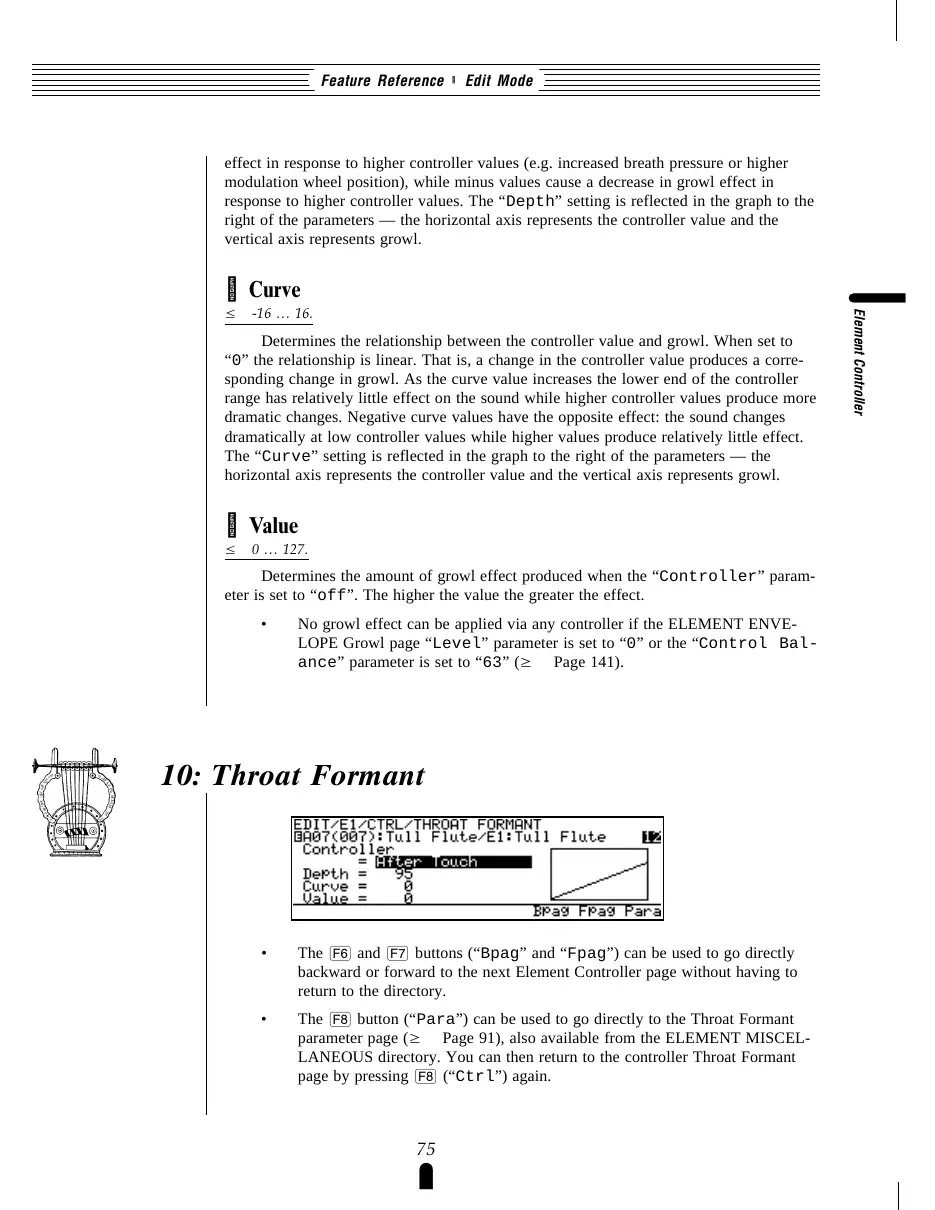 Feature Reference Edit Mode
effect in response to higher controller values (e.g. increased breath pressure or higher
modulation wheel position), while minus values cause a decrease in growl effect in
response to higher controller values. The “Depth” setting is reflected in the graph to the
right of the parameters — the horizontal axis represents the controller value and the
vertical axis represents growl.
Curve
≤ -16 … 16.
Determines the relationship between the controller value and growl. When set to
“0” the relationship is linear. That is, a change in the controller value produces a corre-
sponding change in growl. As the curve value increases the lower end of the controller
range has relatively little effect on the sound while higher controller values produce more
dramatic changes. Negative curve values have the opposite effect: the sound changes
dramatically at low controller values while higher values produce relatively little effect.
The “Curve” setting is reflected in the graph to the right of the parameters — the
horizontal axis represents the controller value and the vertical axis represents growl.
Element Controller
Value
≤ 0 … 127.
Determines the amount of growl effect produced when the “Controller” param-
eter is set to “off”. The higher the value the greater the effect.
• No growl effect can be applied via any controller if the ELEMENT ENVE-
LOPE Growl page “Level” parameter is set to “0” or the “Control Bal-
ance” parameter is set to “63” (≥ Page 141).
10: Throat Formant
EDIT/E1/CTRL/THROAT FORMANT
EA07(007):Tull Flute/E1:Tull Flute 12
Controller
= After Touch
Depth = 95
Curve = 0
Value = 0
Bpag Fpag Para
• The F6 and F7 buttons (“Bpag” and “Fpag”) can be used to go directly
backward or forward to the next Element Controller page without having to
return to the directory.
• The F8 button (“Para”) can be used to go directly to the Throat Formant
parameter page (≥ Page 91), also available from the ELEMENT MISCEL-
LANEOUS directory. You can then return to the controller Throat Formant
page by pressing F8 (“Ctrl”) again.
75